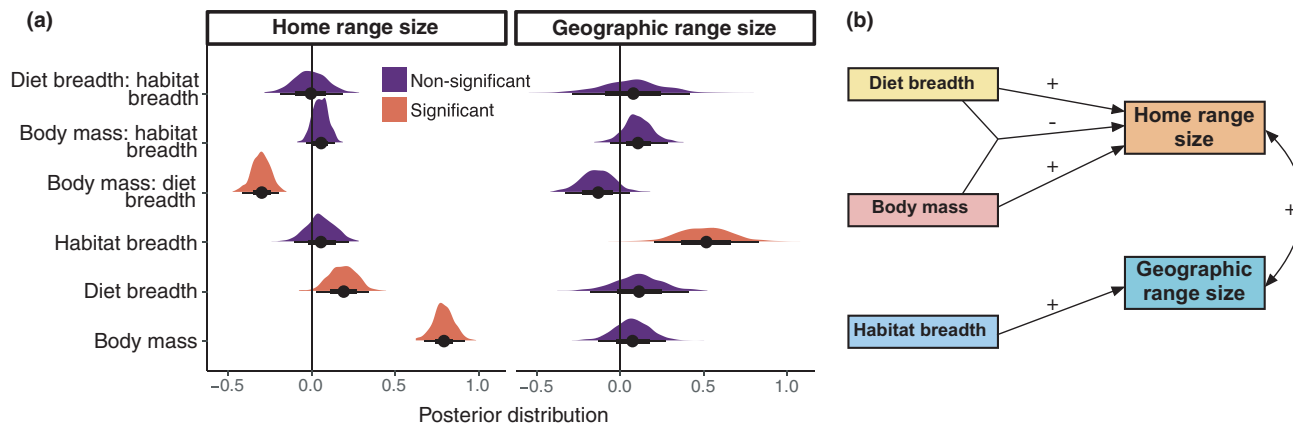 (a)
Home range size
Geographic range size
Diet breadth: habitat
breadth
Body mass: habitat
breadth
Body mass: diet
breadth
Habitat breadth
Diet breadth
Body mass
Non-significant
Significant
−0.5 0.0 0.5 1.0
−0.5 0.0 0.5 1.0
Posterior distribution
(b)
Diet breadth
Body mass
Habitat breadth
+
-
+
+
Home range
size
Geographic
range size
+